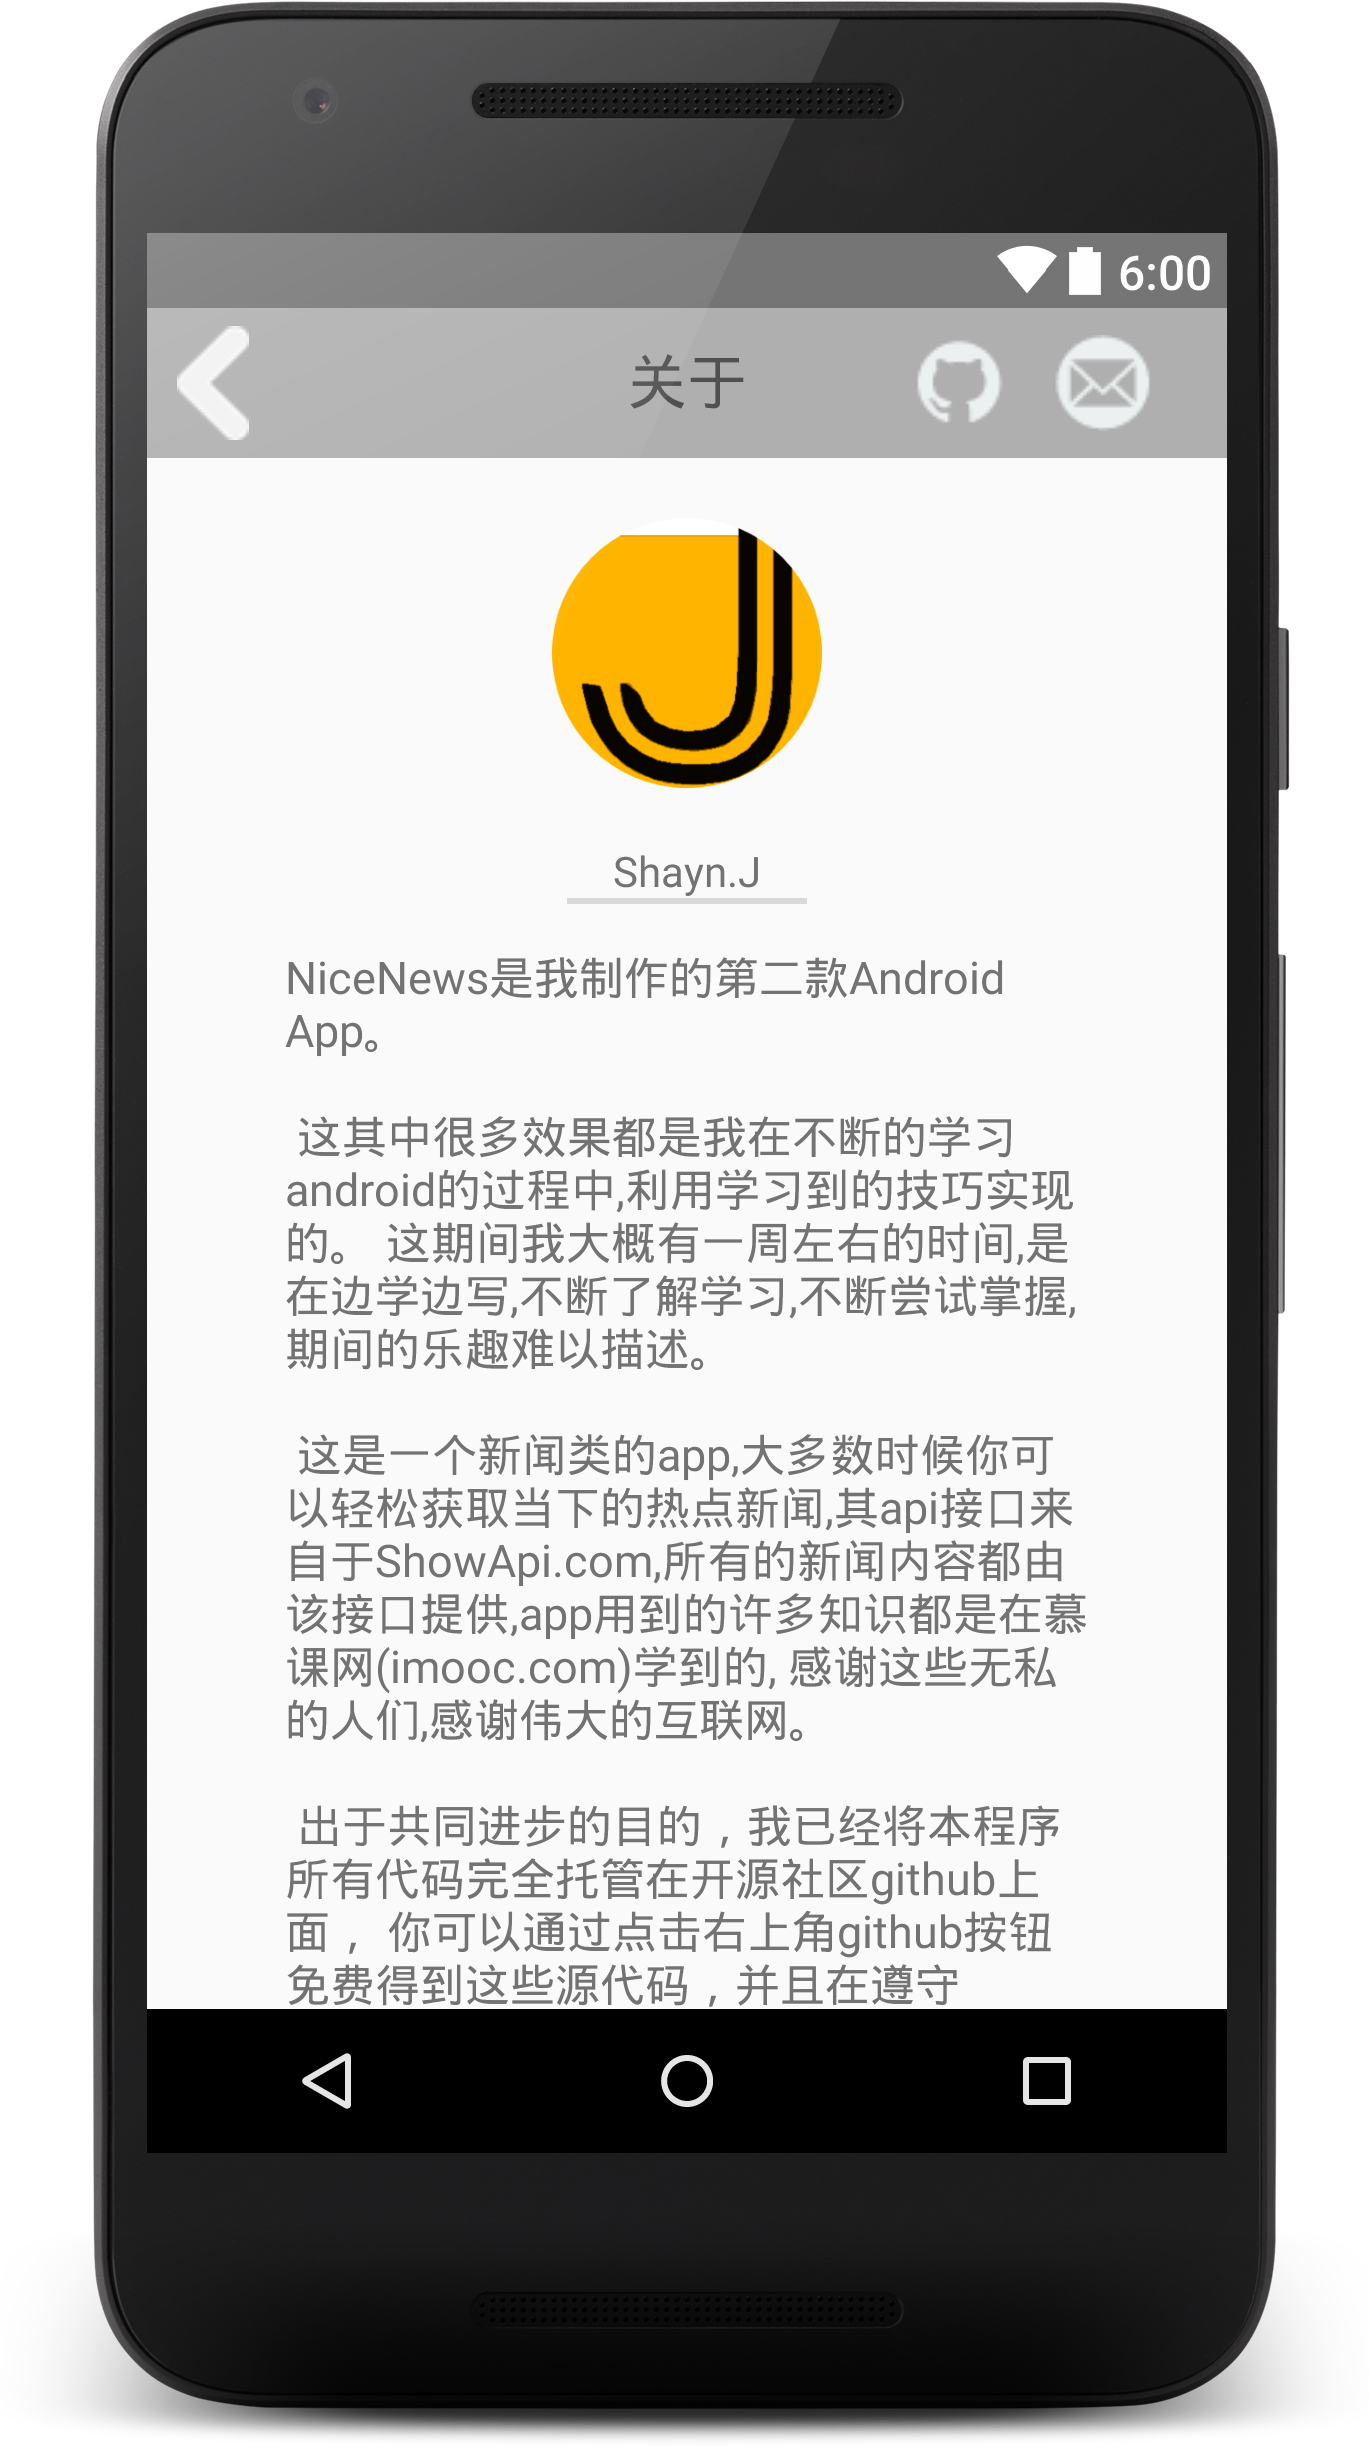 6:00
关于
Shayn.J
NiceNews是我制作的第二款Android
App。
这其中很多效果都是我在不断的学习
android的过程中,利用学习到的技巧实现
的。 这期间我大概有一周左右的时间,是
在边学边写,不断了解学习,不断尝试掌握,
期间的乐趣难以描述。
这是一个新闻类的app,大多数时候你可
以轻松获取当下的热点新闻,其api接口来
自于ShowApi.com,所有的新闻内容都由
该接口提供,app用到的许多知识都是在慕
课网(imooc.com)学到的, 感谢这些无私
的人们,感谢伟大的互联网。
出于共同进步的目的，我已经将本程序
所有代码完全托管在开源社区github上
面， 你可以通过点击右上角github按钮
免费得到这些源代码，并且在遵守